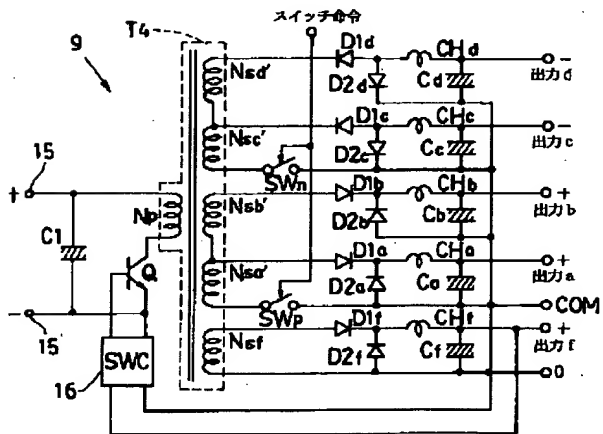 スイッチ命令
T4
9
Nsd'
D1d
CHd
−
D2d
Cd
出力d
Nsc'
D1c
CHc
−
D2c
Cc
出力c
SWn
15
+
Np
Nsb'
D1b
CHb
+
D2b
Cb
出力b
C1
Q
Nsa'
D1a
CHa
+
D2a
Ca
出力a
−
15'
SWp
COM
SWC
16
Nsf
D1f
CHf
+
D2f
Cf
出力f
0